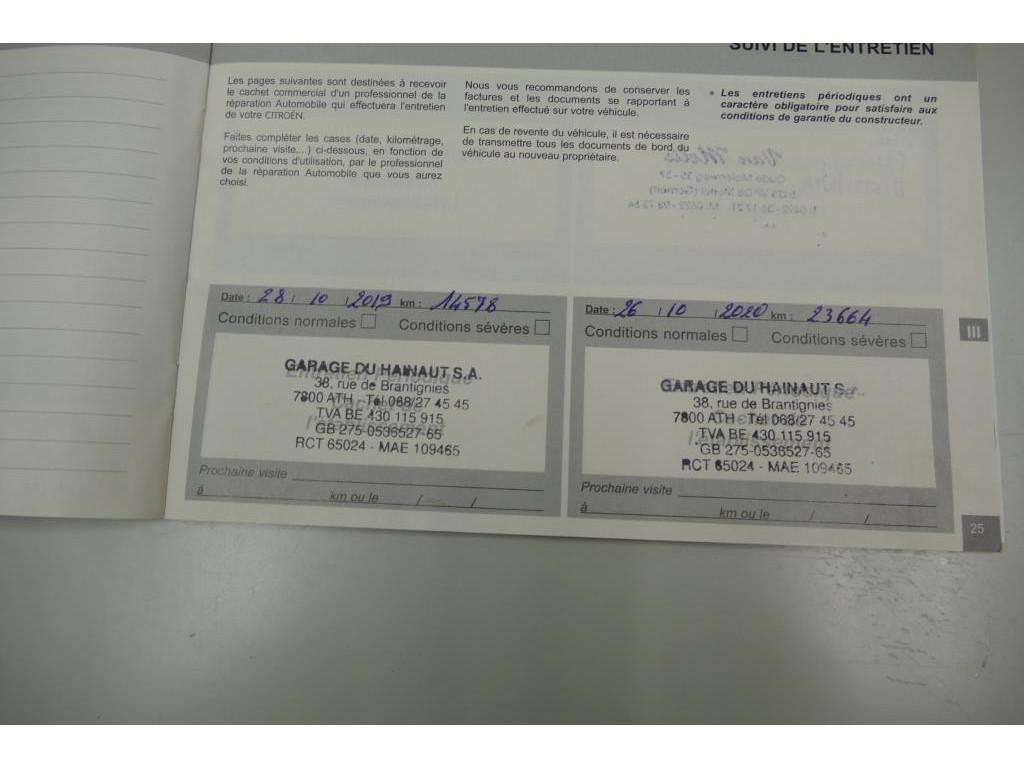 SUIVI DE L'ENTRETIEN
Les pages suivantes sont destinées à recevoir
le cachet commercial d'un professionnel de la
réparation Automobile qui effectuera l'entretien
de votre CITROËN.
Faites compléter les cases (date, kilométrage,
prochaine visite,...) ci-dessous, en fonction de
vos conditions d'utilisation, par le professionnel
de la réparation Automobile que vous aurez
choisi.
Nous vous recommandons de conserver les
factures et les documents se rapportant à
l'entretien effectué sur votre véhicule.
En cas de revente du véhicule, il est nécessaire
de transmettre tous les documents de bord du
véhicule au nouveau propriétaire.
• Les entretiens périodiques ont un
caractère obligatoire pour satisfaire aux
conditions de garantie du constructeur.
Date : 28 / 10 / 2019 km : 14578
Conditions normales Conditions sévères
Entretien Périodique
GARAGE DU HAINAUT S.A.
38, rue de Brantignies
7800 ATH - Tél 068/27 45 45
TVA BE 430 115 915
GB 275-0536527-65
RCT 65024 - MAE 109465
Prochaine visite
à km ou le / /
Date : 26 / 10 / 2020 km : 23664
Conditions normales Conditions sévères
GARAGE DU HAINAUT S.
38, rue de Brantignies
7800 ATH - Tél 068/27 45 45
TVA BE 430 115 915
GB 275-0536527-65
RCT 65024 - MAE 109465
Prochaine visite
à km ou le / /
III
25